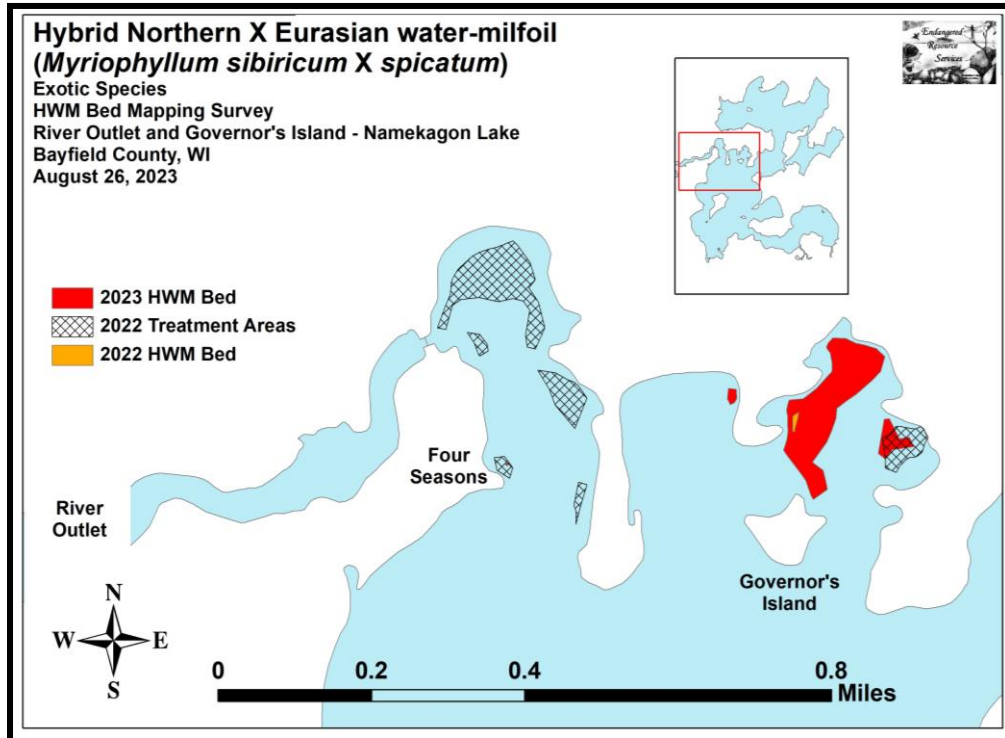 Hybrid Northern X Eurasian water-milfoil
(Myriophyllum sibiricum X spicatum)
Exotic Species
HWM Bed Mapping Survey
River Outlet and Governor's Island - Namekagon Lake
Bayfield County, WI
August 26, 2023
Endangered
Resource
Services
2023 HWM Bed
2022 Treatment Areas
2022 HWM Bed
Four
Seasons
River
Outlet
Governor's
Island
N
W E
S
0 0.2 0.4 0.8
Miles